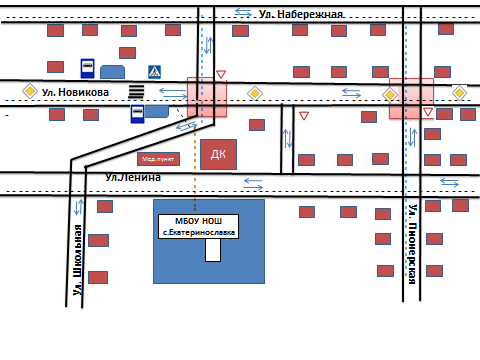 Ул. Набережная
Ул. Новикова
Мед. пункт
ДК
Ул.Ленина
МБОУ НОШ
с.Екатеринославка
Ул. Школьная
Ул. Пионерская